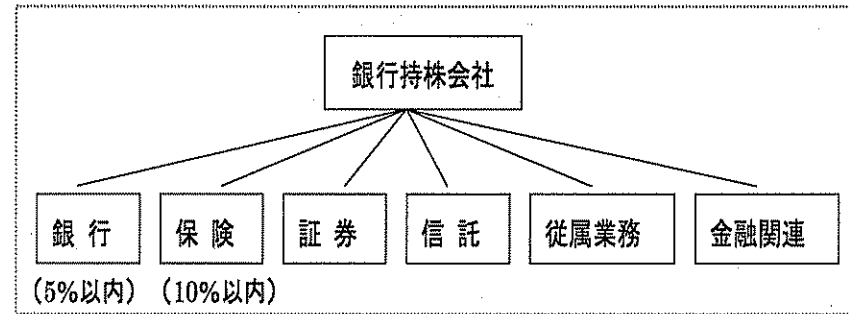 銀行持株会社
銀行 保険 証券 信託 従属業務 金融関連
(5%以内) (10%以内)